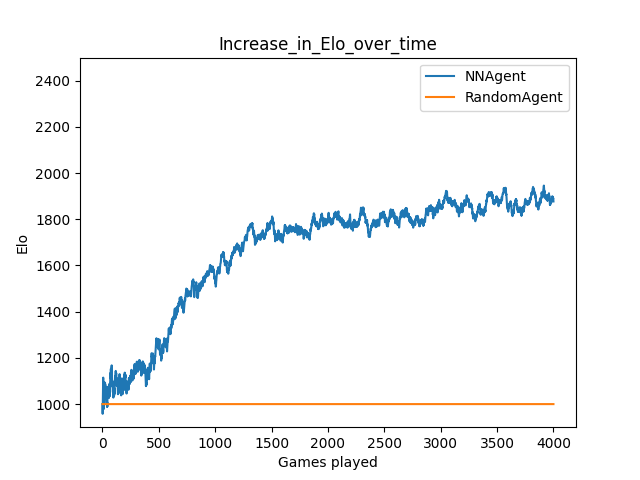 Increase_in_Elo_over_time
NNAgent
RandomAgent
2400
2200
2000
1800
1600
1400
1200
1000
Elo
0 500 1000 1500 2000 2500 3000 3500 4000
Games played